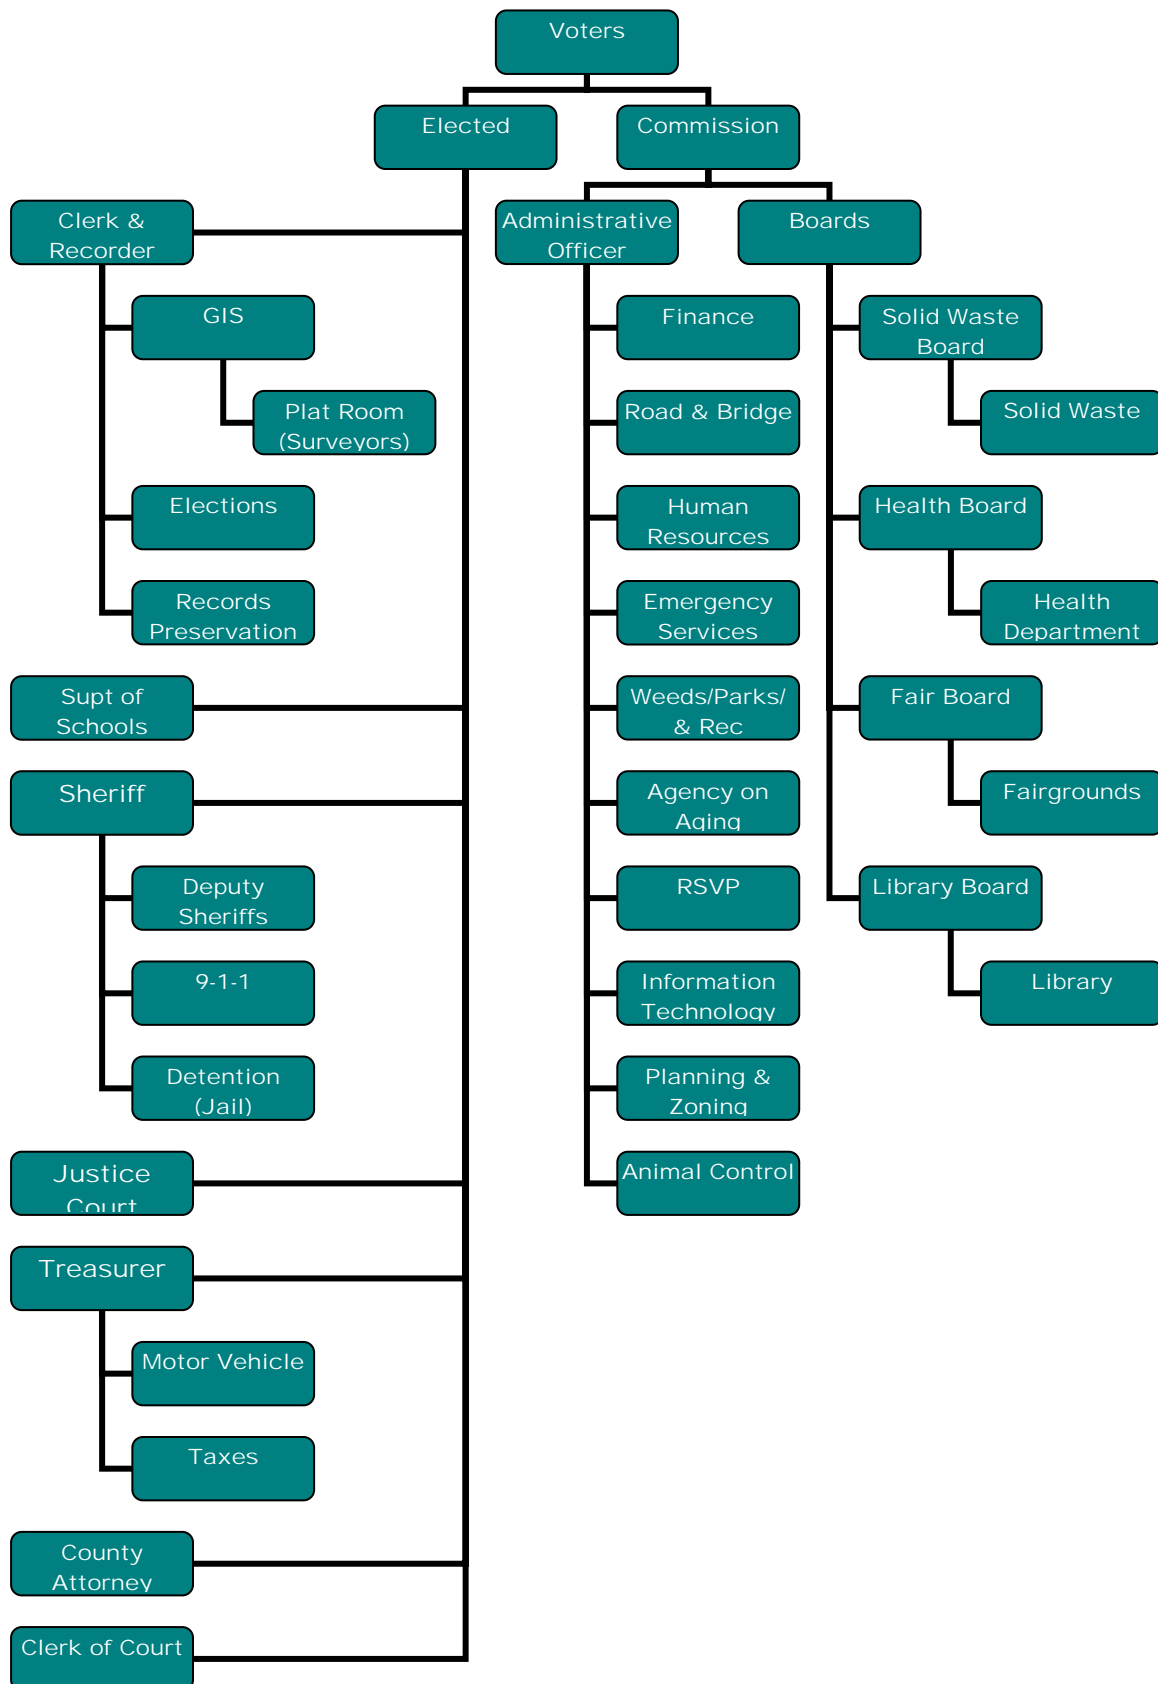 Voters
Elected
Commission
Clerk &
Recorder
Administrative
Officer
Boards
GIS
Finance
Solid Waste
Board
Plat Room
(Surveyors)
Road & Bridge
Solid Waste
Elections
Human
Resources
Health Board
Records
Preservation
Emergency
Services
Health
Department
Supt of
Schools
Weeds/Parks/
& Rec
Fair Board
Sheriff
Agency on
Aging
Fairgrounds
Deputy
Sheriffs
RSVP
Library Board
9-1-1
Information
Technology
Library
Detention
(Jail)
Planning &
Zoning
Justice
Court
Animal Control
Treasurer
Motor Vehicle
Taxes
County
Attorney
Clerk of Court